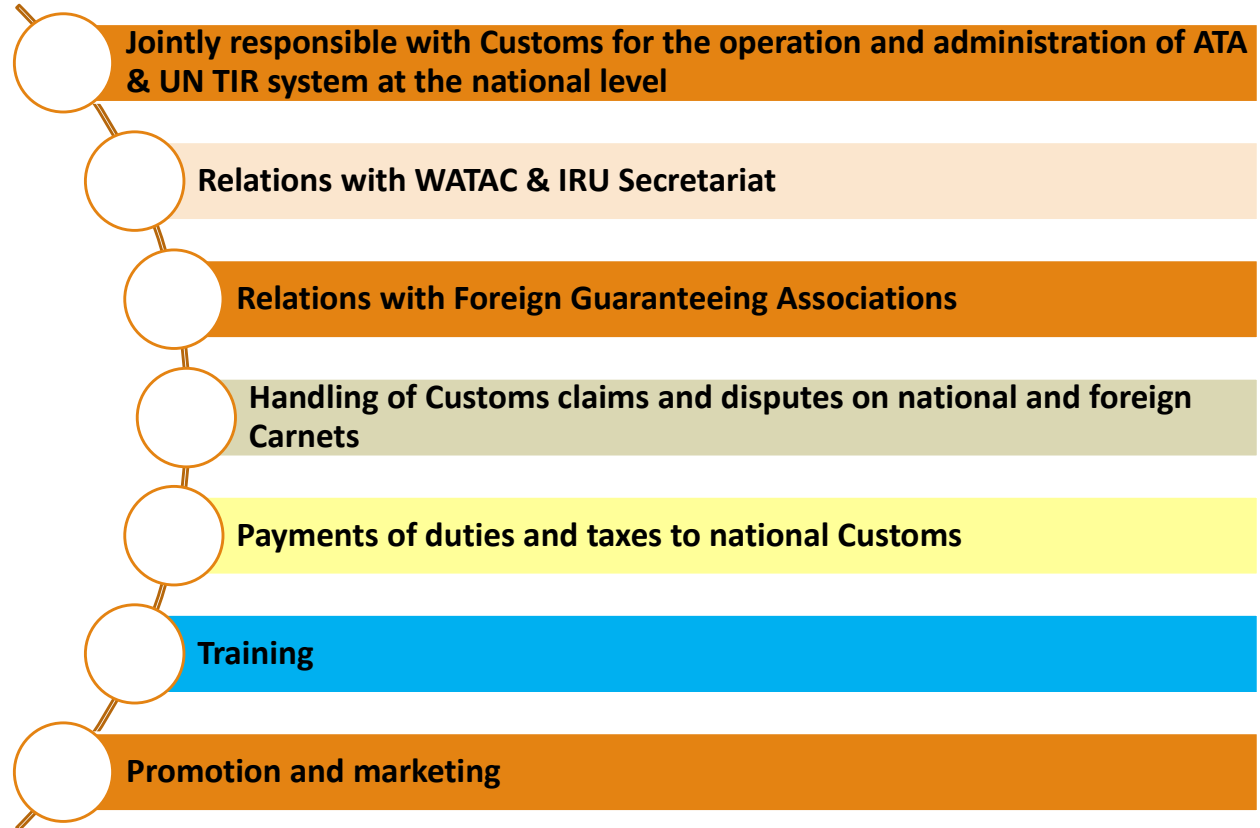 Jointly responsible with Customs for the operation and administration of ATA
& UN TIR system at the national level
Relations with WATAC & IRU Secretariat
Relations with Foreign Guaranteeing Associations
Handling of Customs claims and disputes on national and foreign
Carnets
Payments of duties and taxes to national Customs
Training
Promotion and marketing